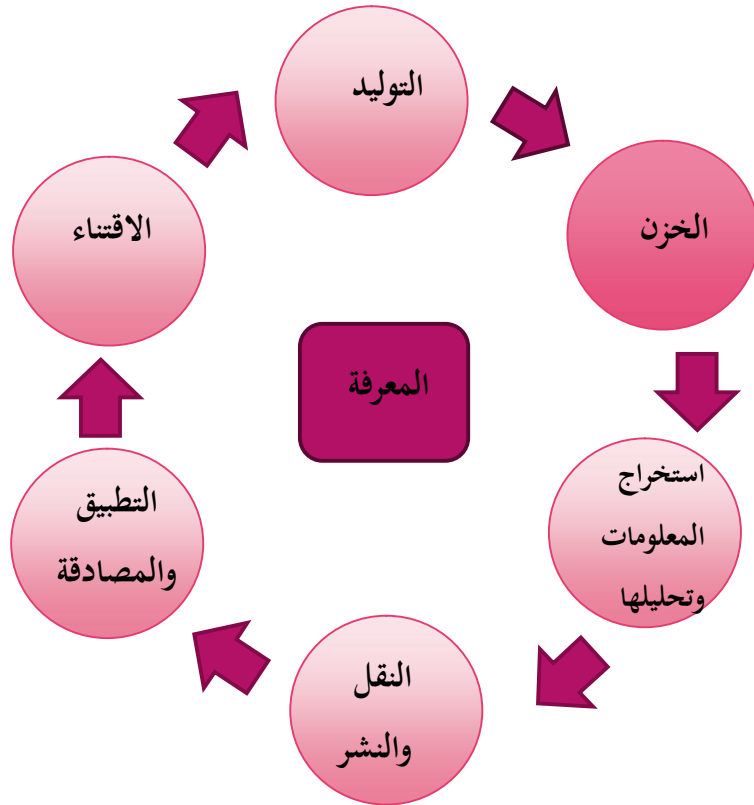 التوليد
الخزن
استخراج
المعلومات
وتحليلها
النقل
والنشر
التطبيق
والمصادقة
الاقتناء
المعرفة